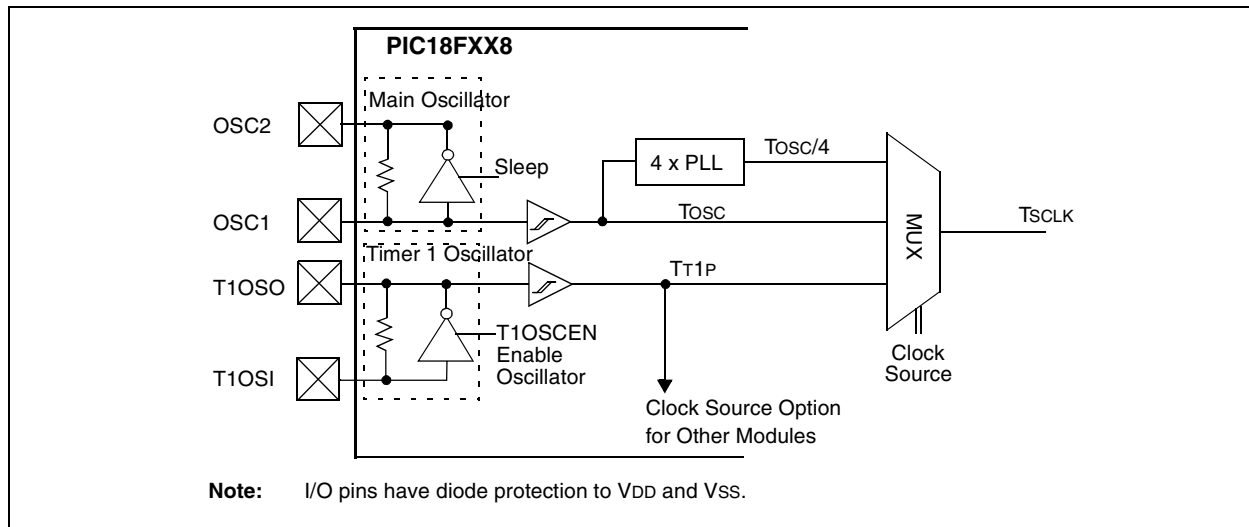 PIC18FXX8
Main Oscillator
OSC2
Sleep
OSC1
4 x PLL
TOSC/4
TOSC
MUX
TSCLK
Timer 1 Oscillator
T1OSO
TT1P
T1OSCEN
Enable
Oscillator
T1OSI
Clock
Source
Clock Source Option
for Other Modules
Note: I/O pins have diode protection to VDD and VSS.